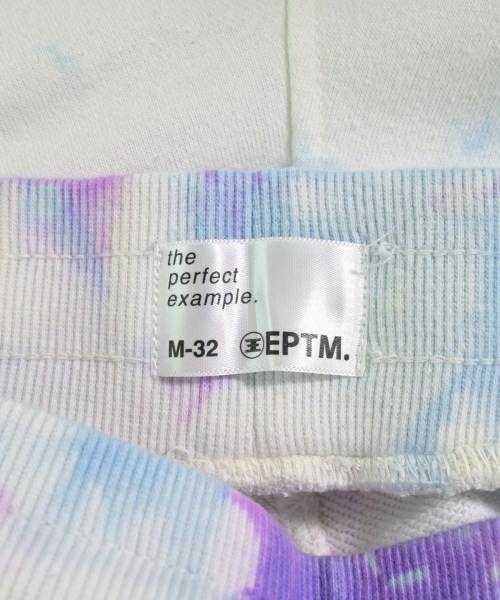 the
perfect
example.
M-32 EPTM.